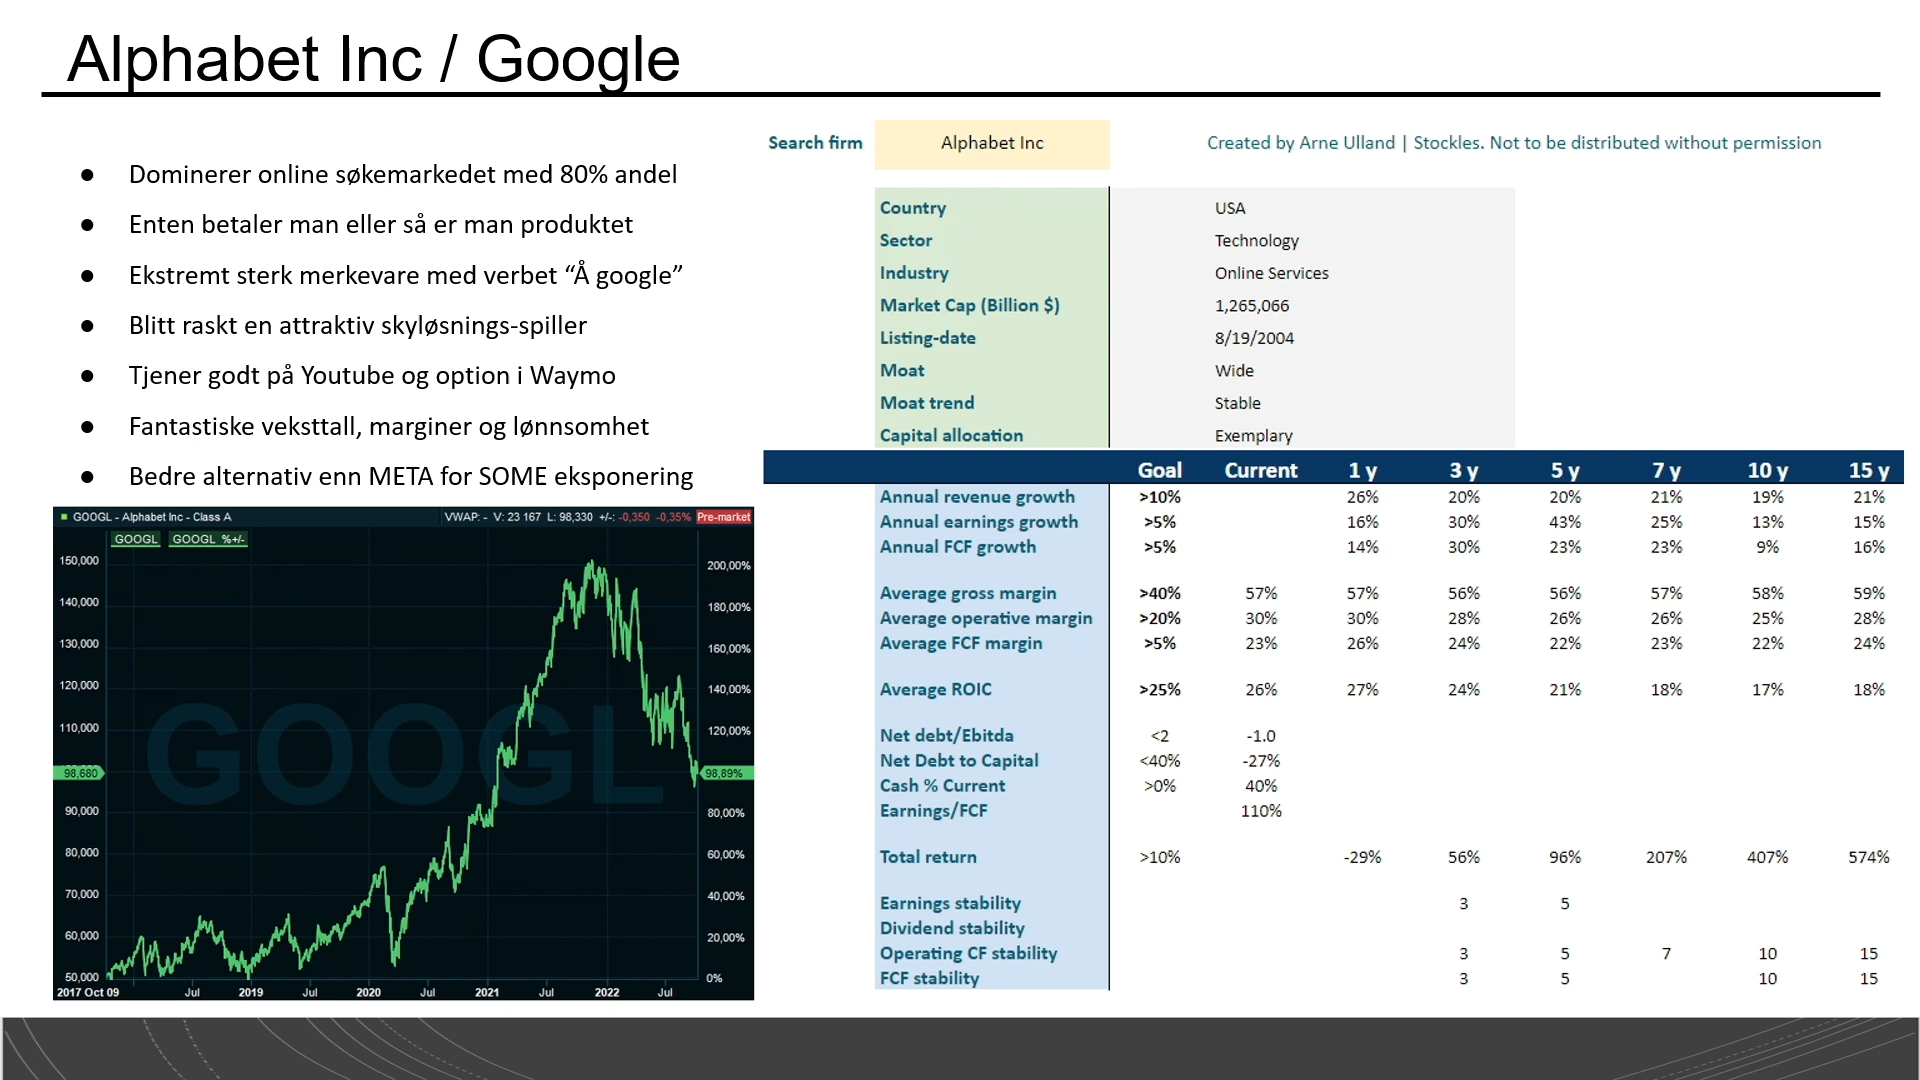 Alphabet Inc / Google
● Dominerer online søkemarkedet med 80% andel
● Enten betaler man eller så er man produktet
● Ekstremt sterk merkevare med verbet “Å google”
● Blitt raskt en attraktiv skyløsnings-spiller
● Tjener godt på Youtube og option i Waymo
● Fantastiske veksttall, marginer og lønnsomhet
● Bedre alternativ enn META for SOME eksponering
Search firm Alphabet Inc Created by Arne Ulland | Stockles. Not to be distributed without permission
Country USA
Sector Technology
Industry Online Services
Market Cap (Billion $) 1,265,066
Listing-date 8/19/2004
Moat Wide
Moat trend Stable
Capital allocation Exemplary
Goal Current 1 y 3 y 5 y 7 y 10 y 15 y
Annual revenue growth >10% 26% 20% 20% 21% 19% 21%
Annual earnings growth >5% 16% 30% 43% 25% 13% 15%
Annual FCF growth >5% 14% 30% 23% 23% 9% 16%
Average gross margin >40% 57% 57% 56% 56% 57% 58% 59%
Average operative margin >20% 30% 30% 28% 26% 26% 25% 28%
Average FCF margin >5% 23% 26% 24% 22% 23% 22% 24%
Average ROIC >25% 26% 27% 24% 21% 18% 17% 18%
Net debt/Ebitda <2 -1.0
Net Debt to Capital <40% -27%
Cash % Current >0% 40%
Earnings/FCF 110%
Total return >10% -29% 56% 96% 207% 407% 574%
Earnings stability 3 5
Dividend stability
Operating CF stability 3 5 7 10 15
FCF stability 3 5 10 15
GOOGL - Alphabet Inc - Class A VWAP: - V: 23 167 L: 98,330 +/-: -0,350 -0,35% Pre-market
GOOGL GOOGL %+/-
150,000 200,00%
140,000 180,00%
130,000 160,00%
120,000 140,00%
110,000 120,00%
GOOGL
98,680 98,89%
90,000 80,00%
80,000 60,00%
70,000 40,00%
60,000 20,00%
50,000 0%
2017 Oct 09 Jul 2019 Jul 2020 Jul 2021 Jul 2022 Jul